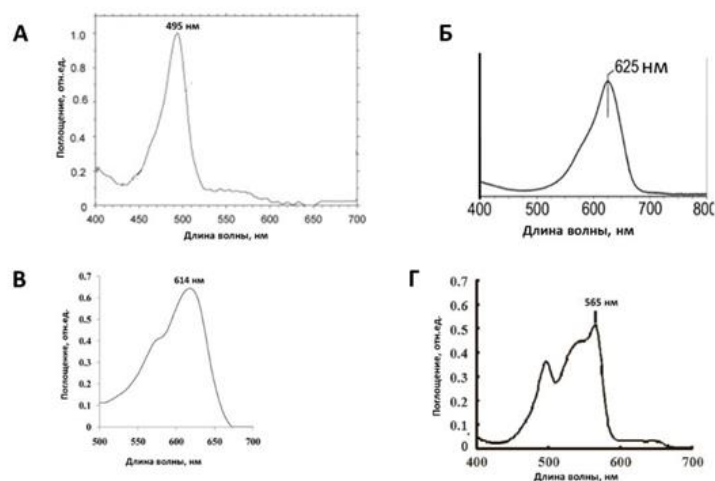 А
495 нм
Поглощение, отн.ед.
1.0
0.8
0.6
0.4
0.2
0
400 450 500 550 600 650 700
Длина волны, нм
Б
625 нм
400 500 600 700 800
Длина волны, нм
В
614 нм
Поглощение, отн.ед.
0.7
0.6
0.5
0.4
0.3
0.2
0.1
0
500 550 600 650 700
Длина волны, нм
Г
565 нм
Поглощение, отн.ед.
0.7
0.6
0.5
0.4
0.3
0.2
0.1
0
400 500 600 700
Длина волны, нм